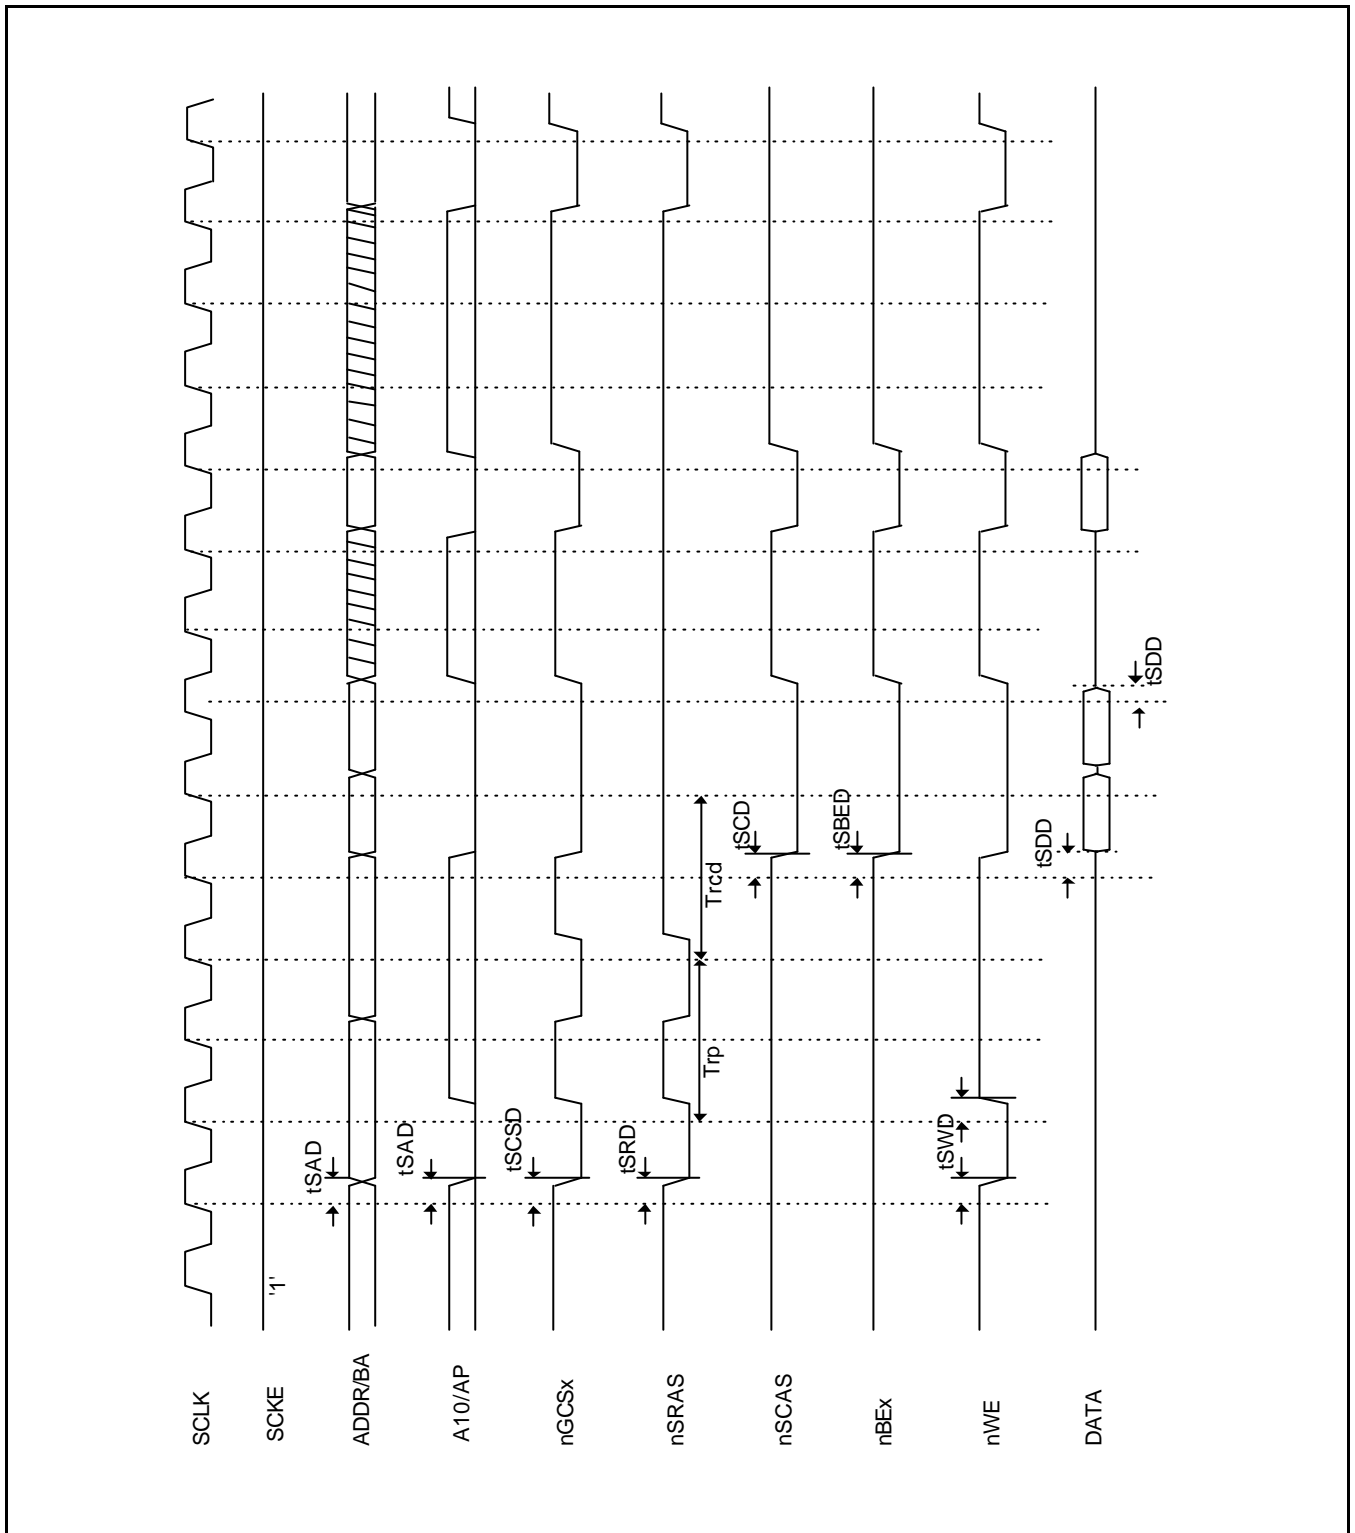 SCLK
SCKE
'1'
ADDR/BA
tSAD
A10/AP
tSAD
nGCSx
tSCSD
nSRAS
tSRD
Trp
Trcd
nSCAS
tSCD
nBEx
tSBED
nWE
tSWD
DATA
tSDD
tSDD